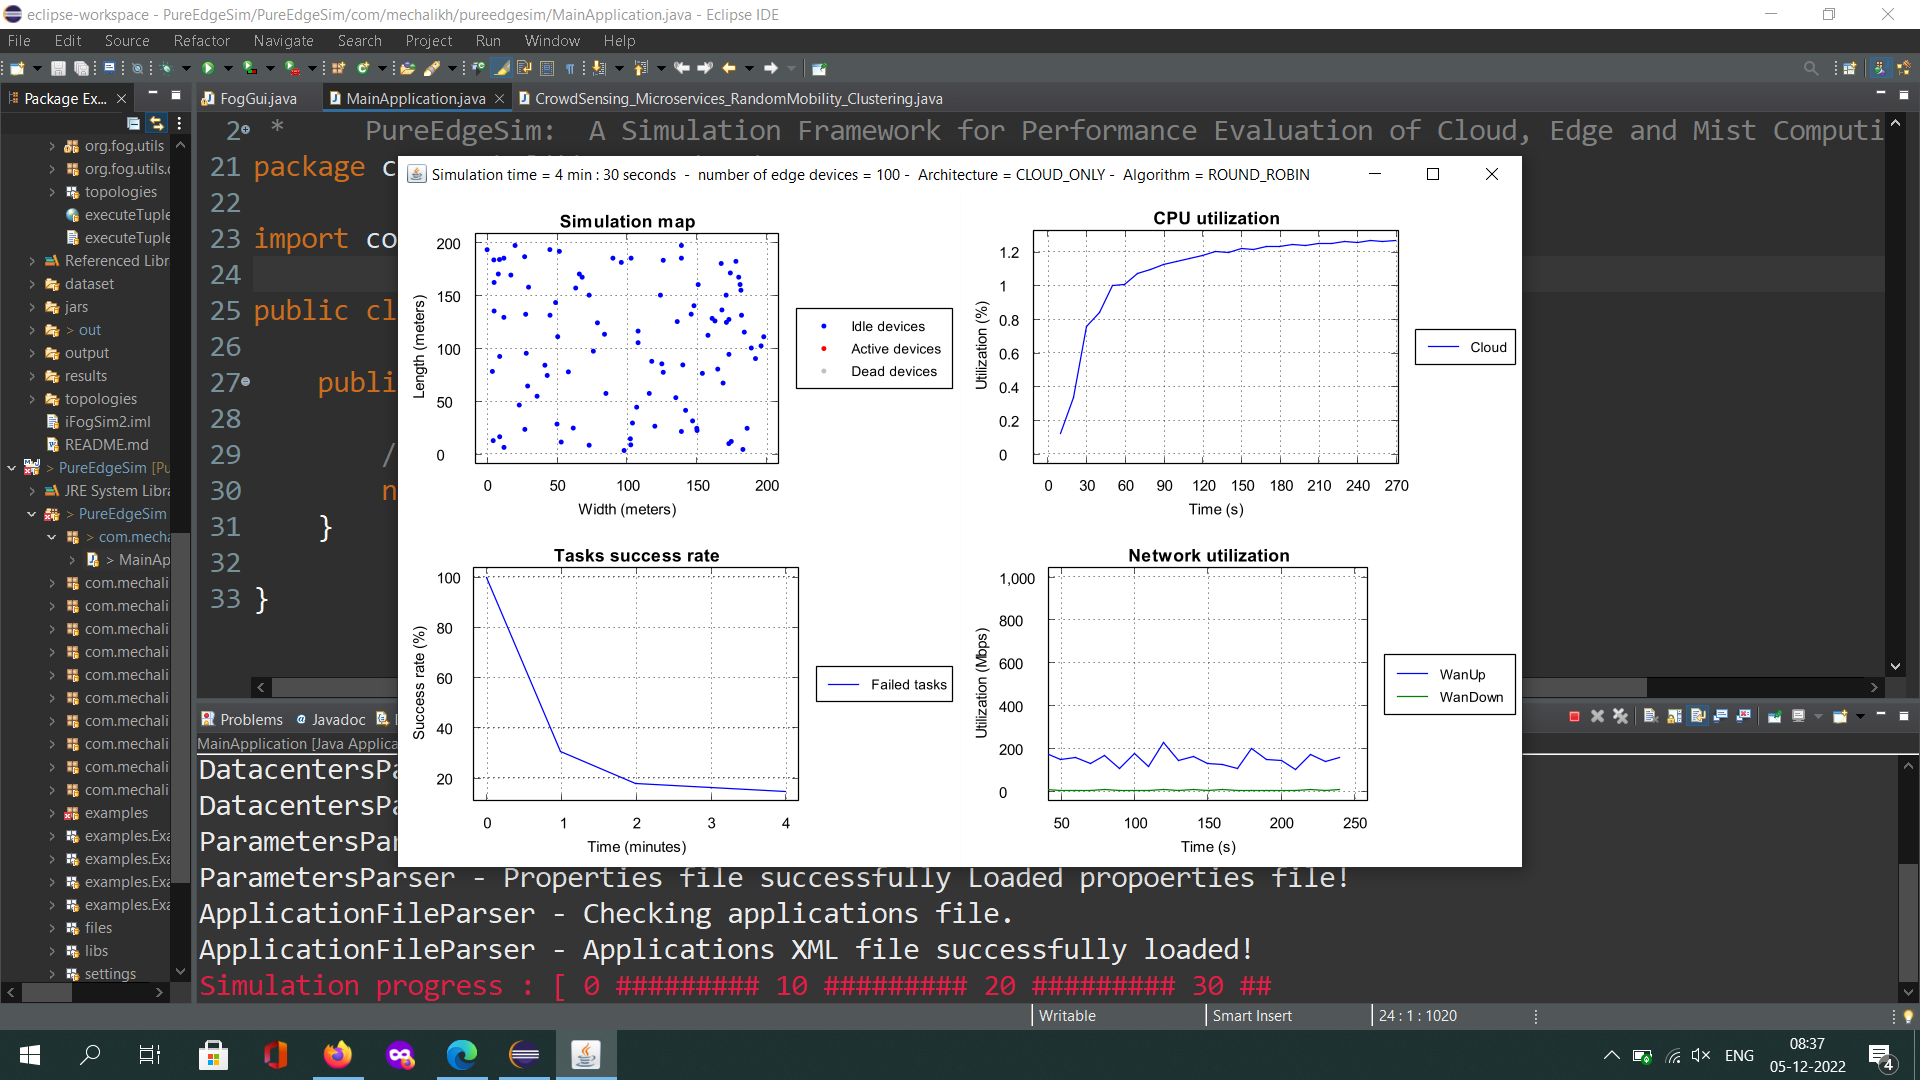 eclipse-workspace - PureEdgeSim/PureEdgeSim/com/mechalikh/pureedgesim/MainApplication.java - Eclipse IDE
File Edit Source Refactor Navigate Search Project Run Window Help
Package Ex...
FogGui.java
MainApplication.java
CrowdSensing_Microservices_RandomMobility_Clustering.java
org.fog.utils
org.fog.utils.
topologies
executeTuple
executeTuple
Referenced Libr
dataset
jars
> out
output
results
topologies
iFogSim2.iml
README.md
> PureEdgeSim [Pu
JRE System Libra
> PureEdgeSim
> com.mecha
> MainAp
com.mechali
com.mechali
com.mechali
com.mechali
com.mechali
com.mechali
com.mechali
com.mechali
com.mechali
com.mechali
examples
examples.Exa
examples.Exa
examples.Exa
examples.Exa
files
libs
settings
2 * PureEdgeSim: A Simulation Framework for Performance Evaluation of Cloud, Edge and Mist Computi
21 package c
22
23 import co
24
25 public cl
26
27 publi
28
29 /
30 n
31 }
32
33 }
Simulation time = 4 min : 30 seconds - number of edge devices = 100 - Architecture = CLOUD_ONLY - Algorithm = ROUND_ROBIN
Simulation map
Length (meters)
200
150
100
50
0
0 50 100 150 200
Width (meters)
Idle devices
Active devices
Dead devices
CPU utilization
Utilization (%)
1.2
1
0.8
0.6
0.4
0.2
0
0 30 60 90 120 150 180 210 240 270
Time (s)
Cloud
Tasks success rate
Success rate (%)
100
80
60
40
20
0 1 2 3 4
Time (minutes)
Failed tasks
Network utilization
Utilization (Mbps)
1,000
800
600
400
200
0
50 100 150 200 250
Time (s)
WanUp
WanDown
Problems Javadoc
MainApplication [Java Applica
DatacentersPa
DatacentersPa
ParametersPar
ParametersParser - Properties file successfully Loaded propoerties file!
ApplicationFileParser - Checking applications file.
ApplicationFileParser - Applications XML file successfully loaded!
Simulation progress : [ 0 ######### 10 ######### 20 ######### 30 ##
Writable
Smart Insert
24 : 1 : 1020
ENG
08:37
05-12-2022
4